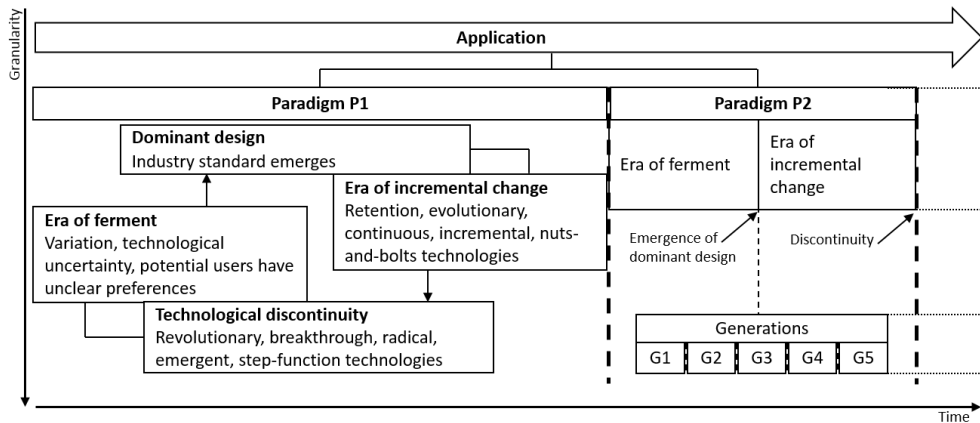 Granularity
Application
Paradigm P1
Paradigm P2
Dominant design
Industry standard emerges
Era of incremental change
Retention, evolutionary,
continuous, incremental, nuts-
and-bolts technologies
Era of ferment
Variation, technological
uncertainty, potential users have
unclear preferences
Technological discontinuity
Revolutionary, breakthrough, radical,
emergent, step-function technologies
Era of ferment
Era of
incremental
change
Emergence of
dominant design
Discontinuity
Generations
G1 G2 G3 G4 G5
Time